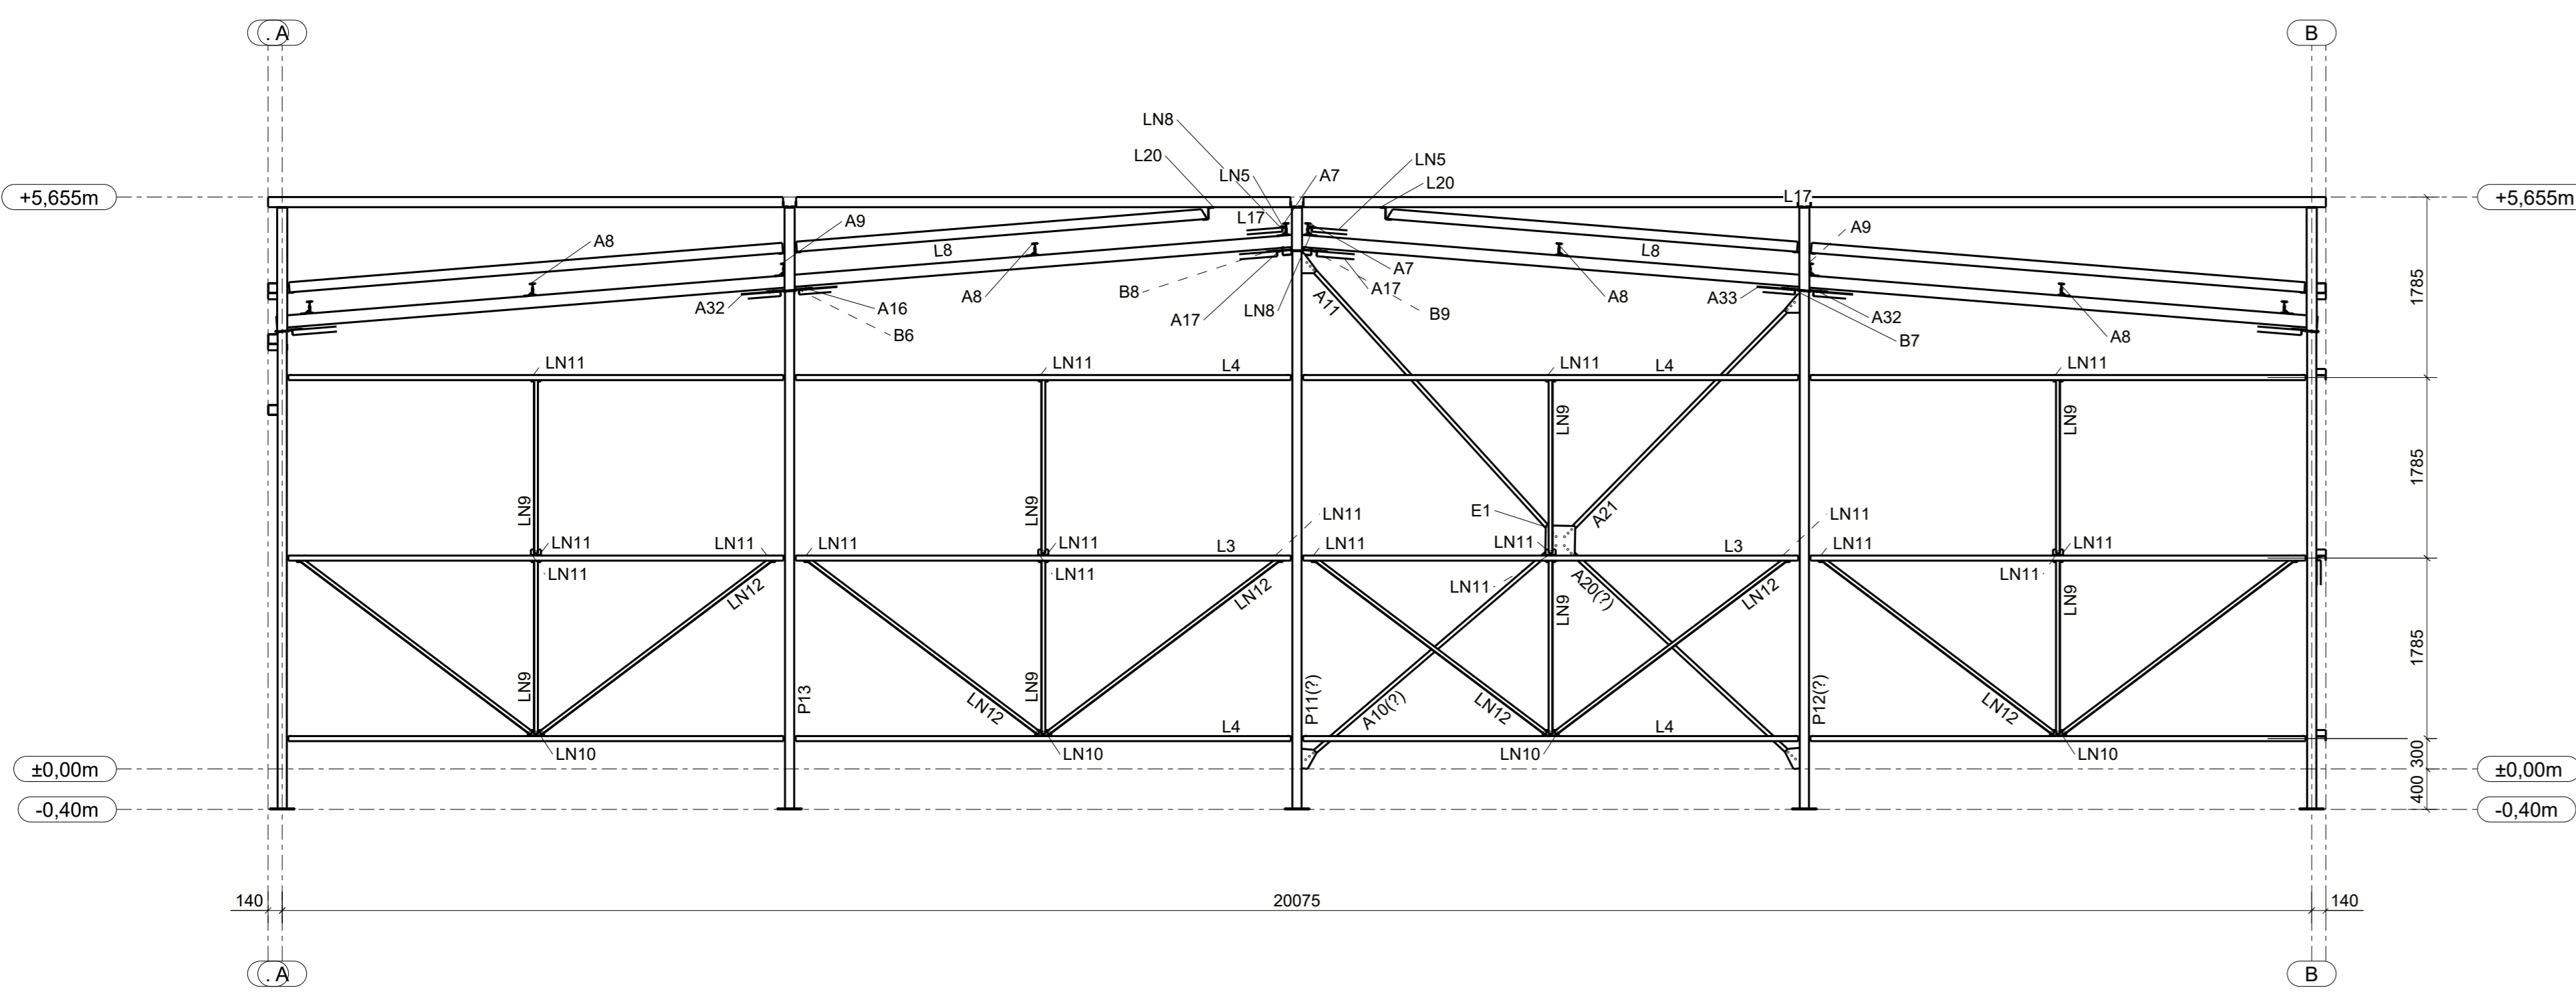 . A
B
LN8
L20
LN5
A7
LN5
L20
+5,655m
L17
+5,655m
A8
A9
L17
A9
L8
L8
A7
B8
A8
A17
A8
A33
1785
A32
A16
A17
LN8
A11
B9
A32
A8
B6
B7
LN11
LN11
L4
LN11
L4
LN11
LN9
LN9
1785
LN9
LN9
E1
A21
LN11
LN11
LN11
LN11
LN11
LN11
L3
LN11
LN11
L3
LN11
LN11
LN11
LN11
LN11
A20(?)
LN11
LN12
LN12
LN9
LN12
LN9
1785
LN9
P13
LN12
LN9
P11(?)
A10(?)
LN12
P12(?)
LN12
L4
L4
LN10
LN10
LN10
LN10
300
±0,00m
±0,00m
400
-0,40m
-0,40m
140
20075
140
. A
B